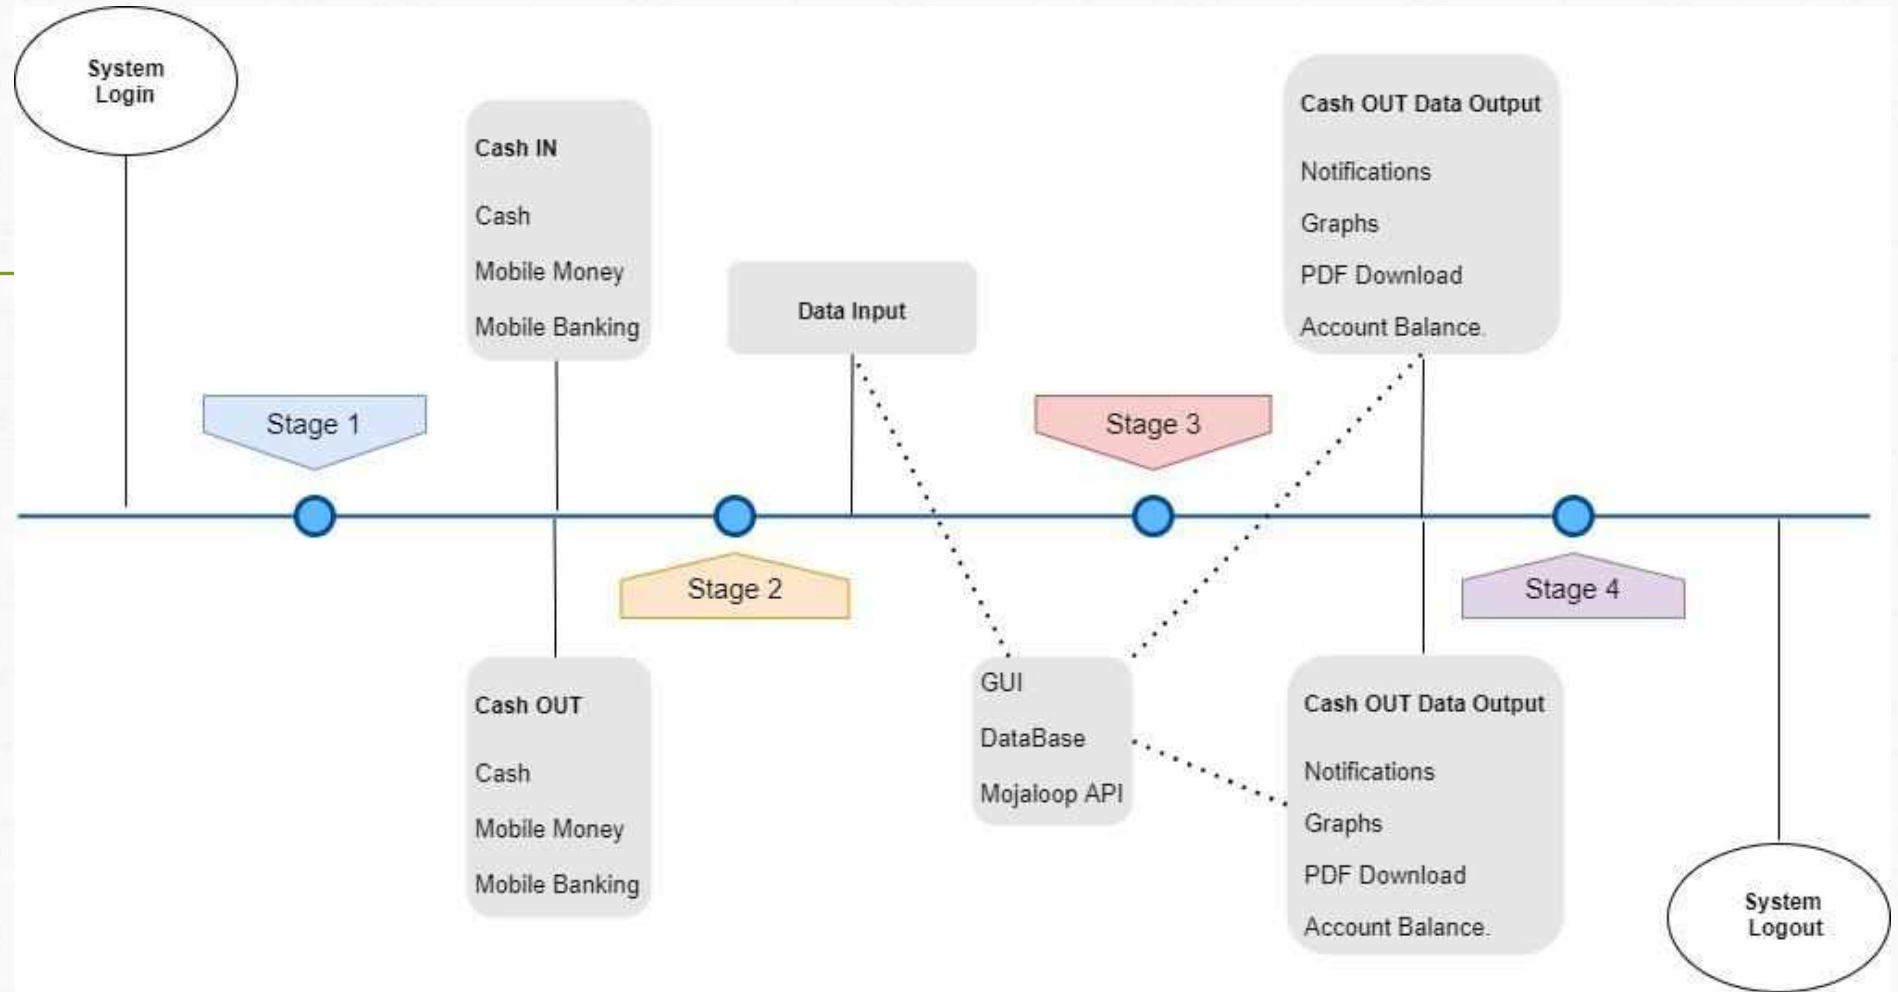 System
Login
Cash IN
Cash
Mobile Money
Mobile Banking
Data Input
Cash OUT Data Output
Notifications
Graphs
PDF Download
Account Balance.
Stage 1
Stage 3
Stage 2
Stage 4
Cash OUT
Cash
Mobile Money
Mobile Banking
GUI
DataBase
Mojaloop API
Cash OUT Data Output
Notifications
Graphs
PDF Download
Account Balance.
System
Logout